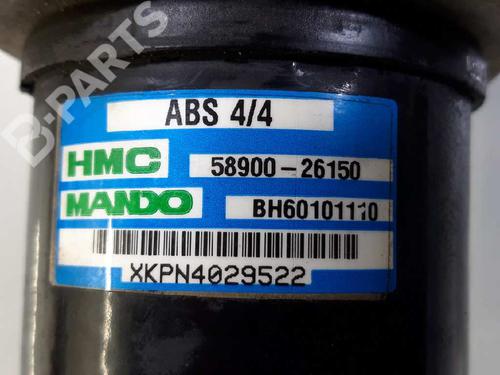 B-PARTS
ABS 4/4
HMC 58900-26150
MANDO BH60101110
XKPN4029522